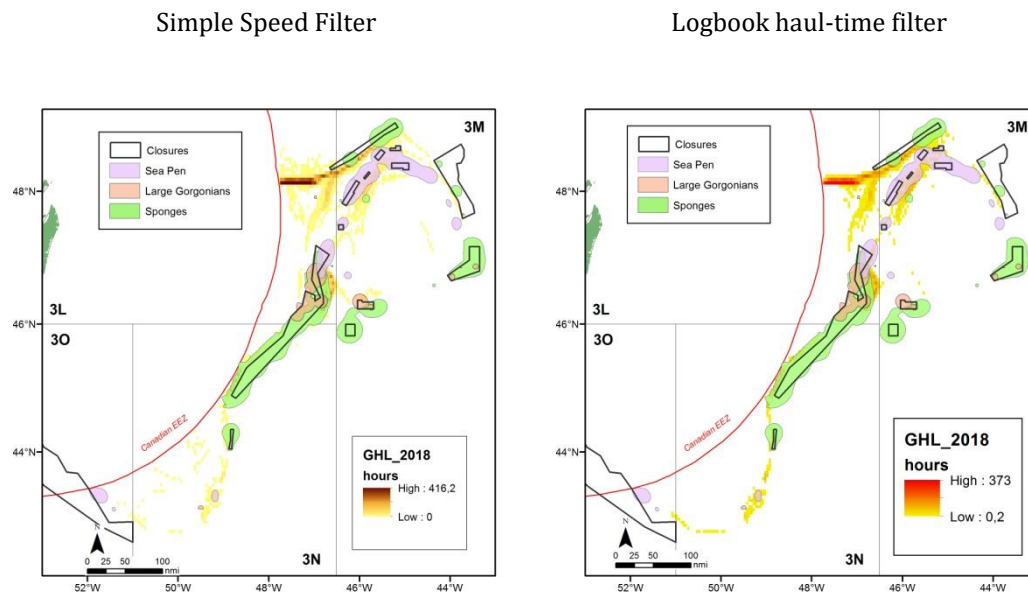 Simple Speed Filter
Logbook haul-time filter
3M
Closures
Sea Pen
Large Gorgonians
Sponges
48°N
3L
46°N
3O
Canadian EEZ
44°N
GHL_2018
hours
High : 416,2
Low : 0
N
0 25 50 100
nmi
3N
52°W 50°W 48°W 46°W 44°W
3M
Closures
Sea Pen
Large Gorgonians
Sponges
48°N
3L
46°N
3O
Canadian EEZ
44°N
GHL_2018
hours
High : 373
Low : 0,2
N
0 25 50 100
nmi
3N
52°W 50°W 48°W 46°W 44°W